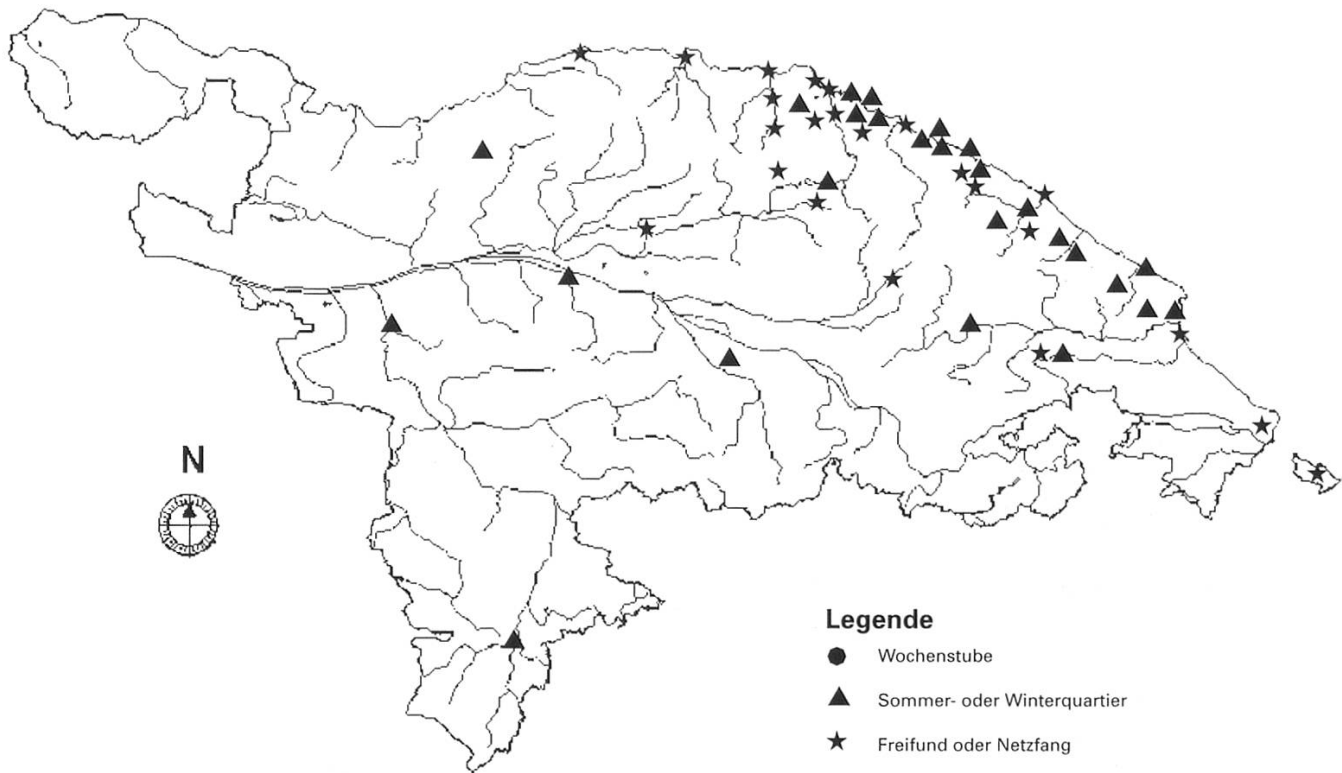 N
Legende
Wochenstube
Sommer- oder Winterquartier
Freifund oder Netzfang